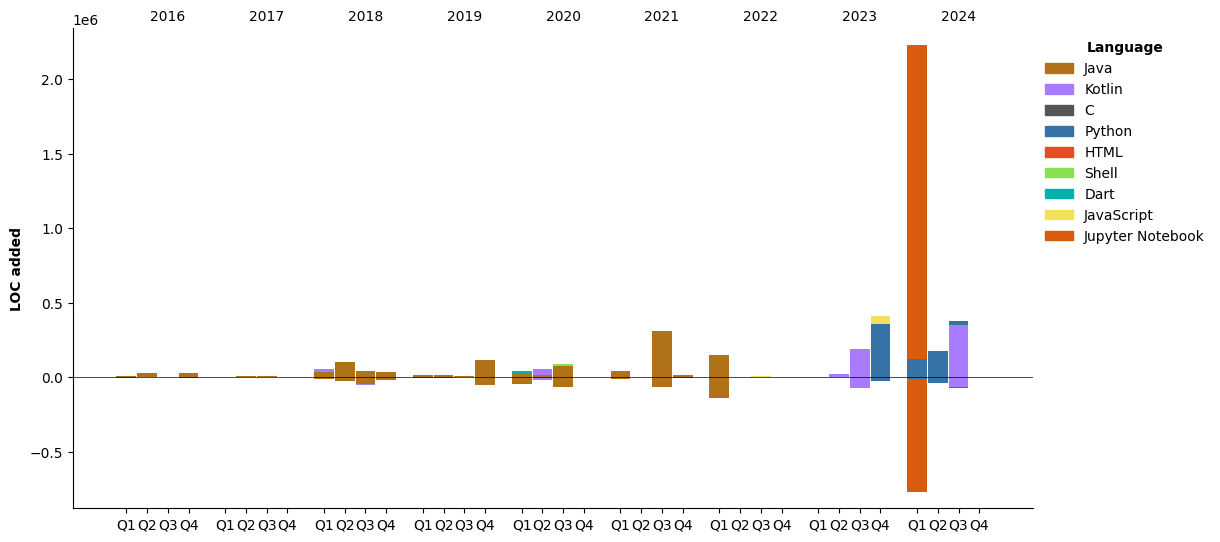 2016 2017 2018 2019 2020 2021 2022 2023 2024
1e6
LOC added
2.0
1.5
1.0
0.5
0.0
−0.5
Q1 Q2 Q3 Q4 Q1 Q2 Q3 Q4 Q1 Q2 Q3 Q4 Q1 Q2 Q3 Q4 Q1 Q2 Q3 Q4 Q1 Q2 Q3 Q4 Q1 Q2 Q3 Q4 Q1 Q2 Q3 Q4 Q1 Q2 Q3 Q4
Language
Java
Kotlin
C
Python
HTML
Shell
Dart
JavaScript
Jupyter Notebook